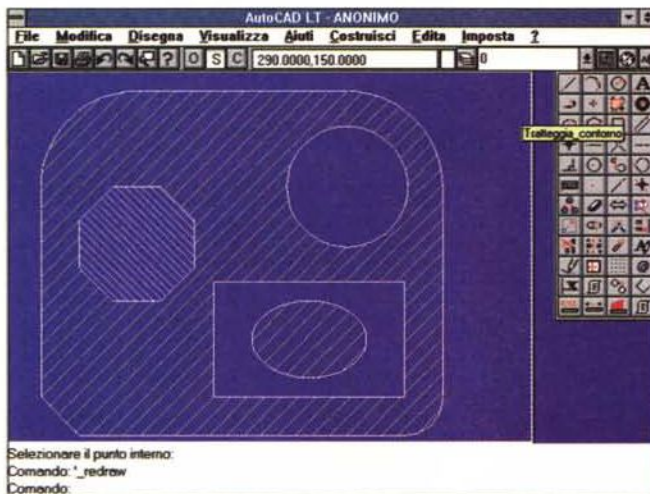 AutoCAD LT - ANONIMO
File Modifica Disegna Visualizza Aiuti Costruisci Edita Imposta ?
? O S C 290.0000,150.0000 0
A
Tratteggia_contorno
Selezionare il punto interno:
Comando: '_redraw
Comando: